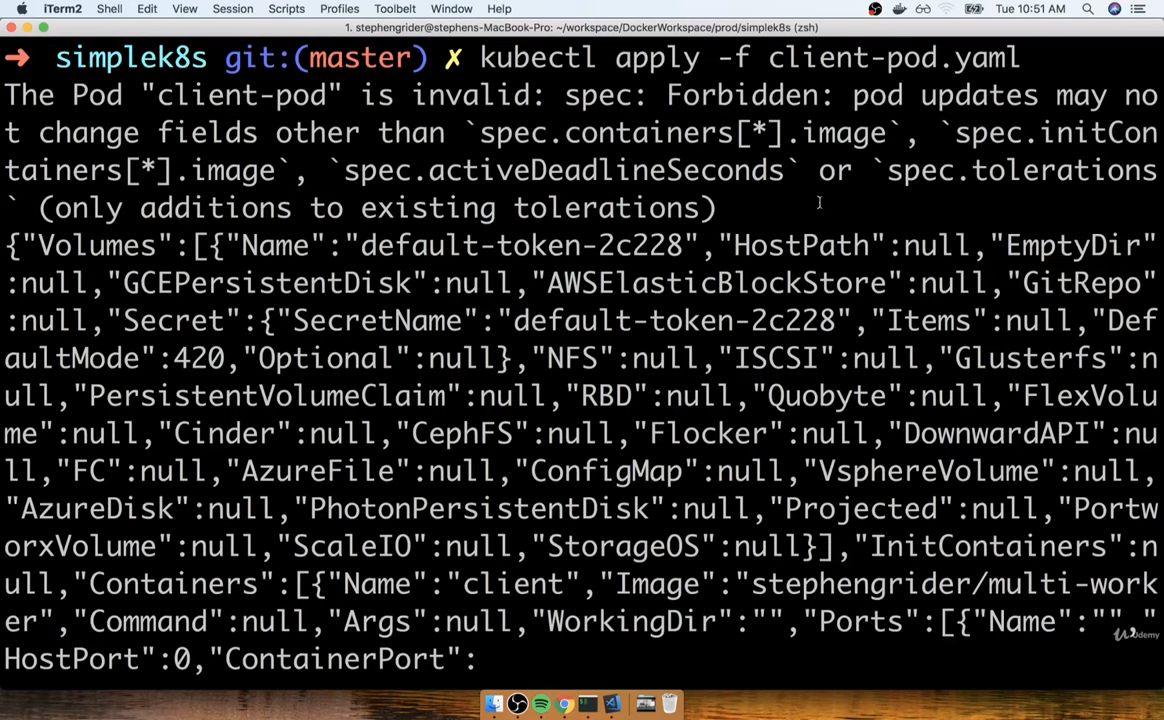 iTerm2 Shell Edit View Session Scripts Profiles Toolbelt Window Help Tue 10:51 AM
1. stephengrider@stephens-MacBook-Pro: ~/workspace/DockerWorkspace/prod/simplek8s (zsh)
→ simplek8s git:(master) ✗ kubectl apply -f client-pod.yaml
The Pod "client-pod" is invalid: spec: Forbidden: pod updates may no
t change fields other than `spec.containers[*].image`, `spec.initCon
tainers[*].image`, `spec.activeDeadlineSeconds` or `spec.tolerations
` (only additions to existing tolerations)
{"Volumes":[{"Name":"default-token-2c228","HostPath":null,"EmptyDir"
:null,"GCEPersistentDisk":null,"AWSElasticBlockStore":null,"GitRepo"
:null,"Secret":{"SecretName":"default-token-2c228","Items":null,"Def
aultMode":420,"Optional":null},"NFS":null,"ISCSI":null,"Glusterfs":n
ull,"PersistentVolumeClaim":null,"RBD":null,"Quobyte":null,"FlexVolu
me":null,"Cinder":null,"CephFS":null,"Flocker":null,"DownwardAPI":nu
ll,"FC":null,"AzureFile":null,"ConfigMap":null,"VsphereVolume":null,
"AzureDisk":null,"PhotonPersistentDisk":null,"Projected":null,"Portw
orxVolume":null,"ScaleIO":null,"StorageOS":null}],"InitContainers":n
ull,"Containers":[{"Name":"client","Image":"stephengrider/multi-work
er","Command":null,"Args":null,"WorkingDir":"","Ports":[{"Name":"","
HostPort":0,"ContainerPort":
Udemy